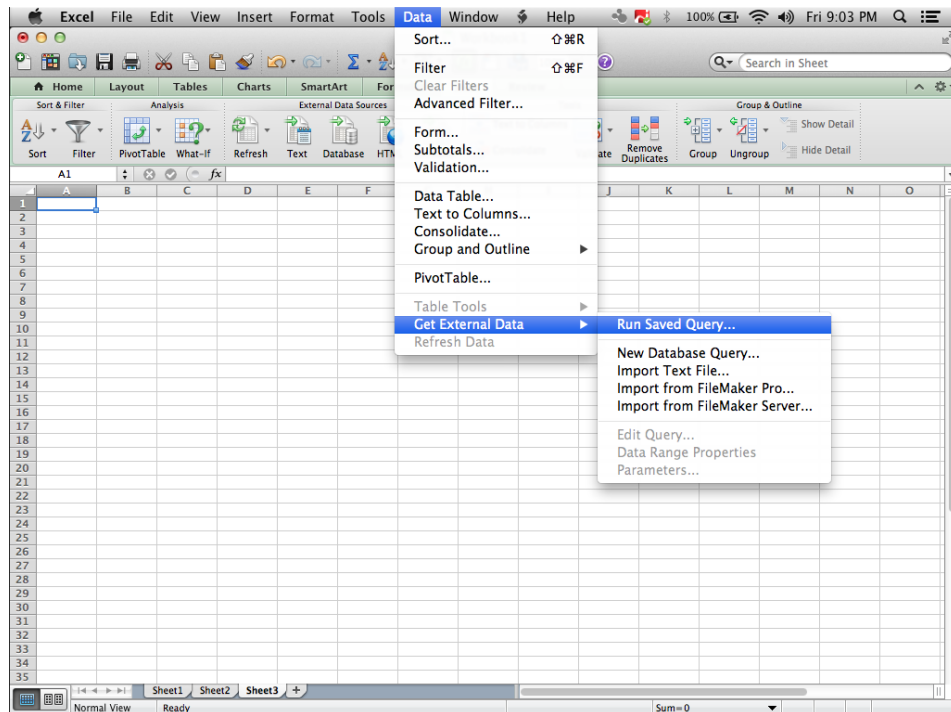 Excel File Edit View Insert Format Tools Data Window Help 100% Fri 9:03 PM
Search in Sheet
Home Layout Tables Charts SmartArt For
Sort & Filter Analysis External Data Sources Group & Outline
Sort Filter PivotTable What-If Refresh Text Database HTM ate Remove Duplicates Group Ungroup Show Detail
Hide Detail
A1 fx
A B C D E F J K L M N O
Sort... ⇧⌘R
Filter ⇧⌘F
Clear Filters
Advanced Filter...
Form...
Subtotals...
Validation...
Data Table...
Text to Columns...
Consolidate...
Group and Outline
PivotTable...
Table Tools
Get External Data
Refresh Data
Run Saved Query...
New Database Query...
Import Text File...
Import from FileMaker Pro...
Import from FileMaker Server...
Edit Query...
Data Range Properties
Parameters...
1
2
3
4
5
6
7
8
9
10
11
12
13
14
15
16
17
18
19
20
21
22
23
24
25
26
27
28
29
30
31
32
33
34
35
Sheet1 Sheet2 Sheet3 +
Normal View Ready Sum=0